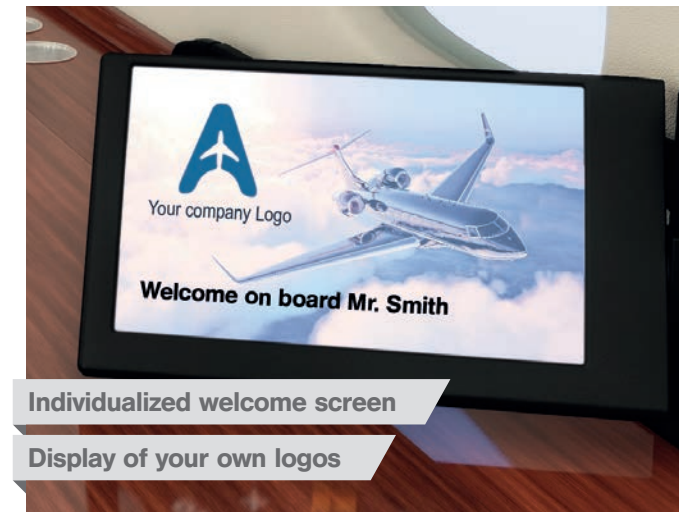 Your company Logo
Welcome on board Mr. Smith
Individualized welcome screen
Display of your own logos